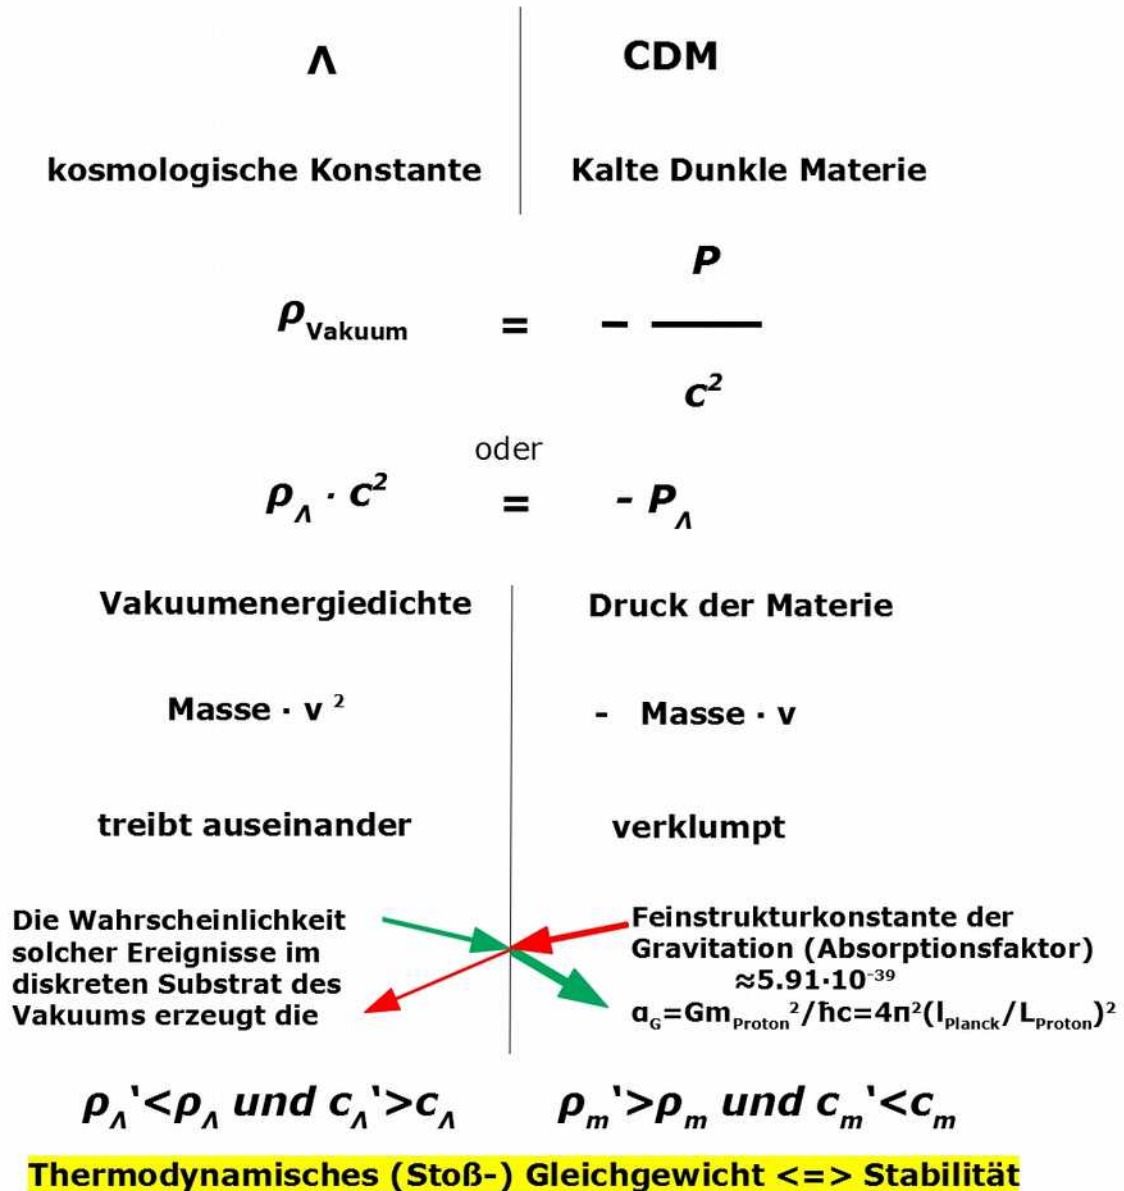 Λ CDM
kosmologische Konstante Kalte Dunkle Materie
P
ρVakuum = − ―
c²
oder
ρΛ · c² = - PΛ
Vakuumenergiedichte Druck der Materie
Masse · v ² - Masse · v
treibt auseinander verklumpt
Die Wahrscheinlichkeit
solcher Ereignisse im
diskreten Substrat des
Vakuums erzeugt die
Feinstrukturkonstante der
Gravitation (Absorptionsfaktor)
≈5.91·10⁻³⁹
αG=GmProton²/ħc=4π²(lPlanck/LProton)²
ρΛ'<ρΛ und cΛ'>cΛ ρm'>ρm und cm'<cm
Thermodynamisches (Stoß-) Gleichgewicht <=> Stabilität